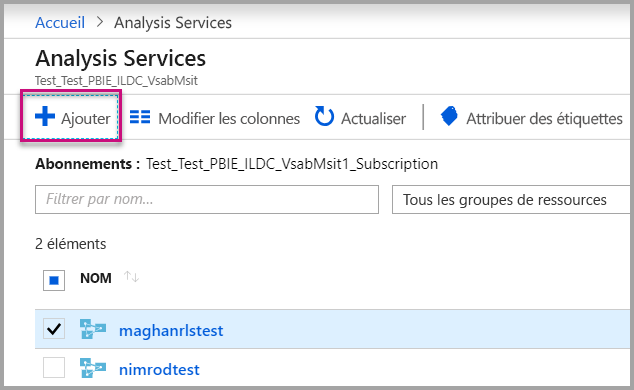 Accueil > Analysis Services
Analysis Services
Test_Test_PBIE_ILDC_VsabMsit
Ajouter Modifier les colonnes Actualiser Attribuer des étiquettes
Abonnements : Test_Test_PBIE_ILDC_VsabMsit1_Subscription
Filtrer par nom... Tous les groupes de ressources
2 éléments
NOM ↑↓
maghanrlstest
nimrodtest